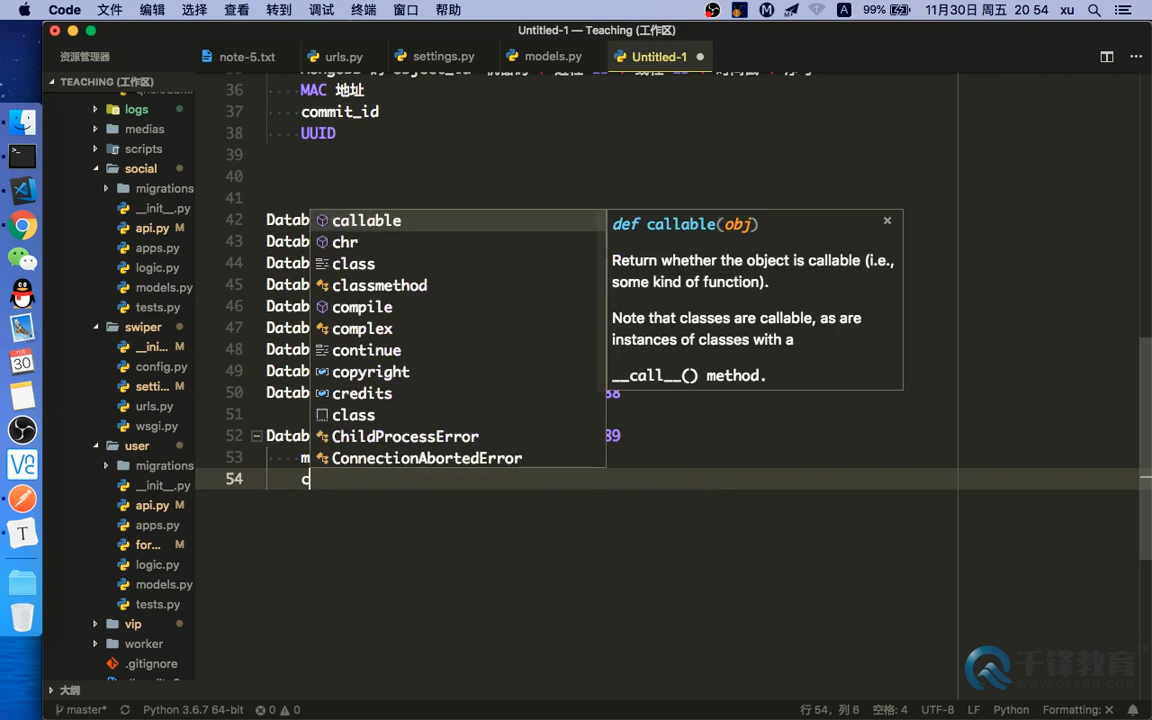 Code 文件 编辑 选择 查看 转到 调试 终端 窗口 帮助 99% 11月30日 周五 20 54 xu
Untitled-1 — Teaching (工作区)
资源管理器
note-5.txt urls.py settings.py models.py Untitled-1
TEACHING (工作区)
logs
medias
scripts
social
migrations
__init__.py
api.py M
apps.py
logic.py
models.py
tests.py
swiper
__ini... M
config.py
setti... M
urls.py
wsgi.py
user
migrations
__init__.py
api.py M
apps.py
for... M
logic.py
models.py
tests.py
vip
worker
.gitignore
大纲
36 MAC 地址
37 commit_id
38 UUID
39
40
41
42 Datab
43 Datab
44 Datab
45 Datab
46 Datab
47 Datab
48 Datab
49 Datab
50 Datab 88
51
52 Datab 89
53 m
54 c
callable
chr
class
classmethod
compile
complex
continue
copyright
credits
class
ChildProcessError
ConnectionAbortedError
def callable(obj)
Return whether the object is callable (i.e.,
some kind of function).
Note that classes are callable, as are
instances of classes with a
__call__() method.
千锋教育
WWW.QFEDU.COM
master* Python 3.6.7 64-bit 0 0 行 54，列 6 空格: 4 UTF-8 LF Python Formatting: ×